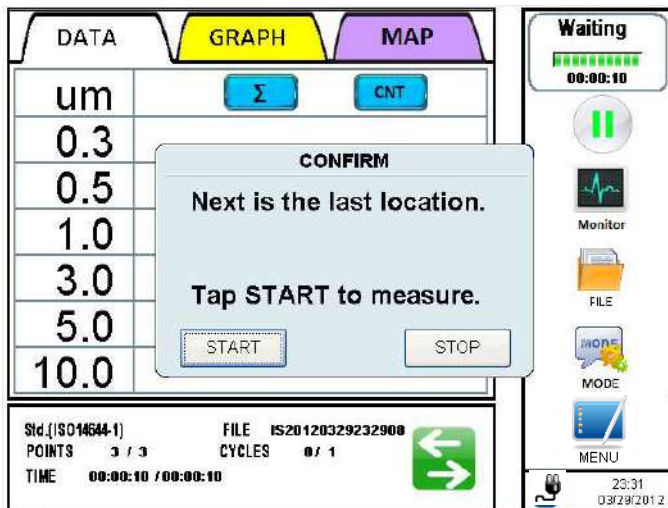 DATA GRAPH MAP
um Σ CNT
0.3
0.5
1.0
3.0
5.0
10.0
CONFIRM
Next is the last location.
Tap START to measure.
START STOP
Std.(ISO14644-1) FILE IS20120329232908
POINTS 3 / 3 CYCLES 0/ 1
TIME 00:00:10 /00:00:10
Waiting
00:00:10
Monitor
FILE
MODE
MODE
MENU
23:31
03/29/2012